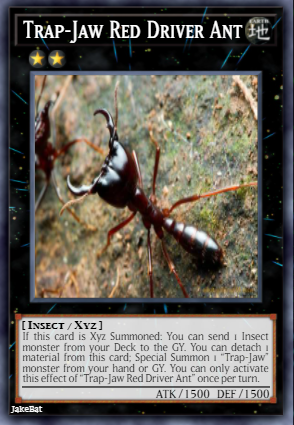 Trap-Jaw Red Driver Ant
EARTH
地
[ Insect / Xyz ]
If this card is Xyz Summoned: You can send 1 Insect
monster from your Deck to the GY. You can detach 1
material from this card; Special Summon 1 "Trap-Jaw"
monster from your hand or GY. You can only activate
this effect of "Trap-Jaw Red Driver Ant" once per turn.
ATK / 1500 DEF / 1500
JakeBat